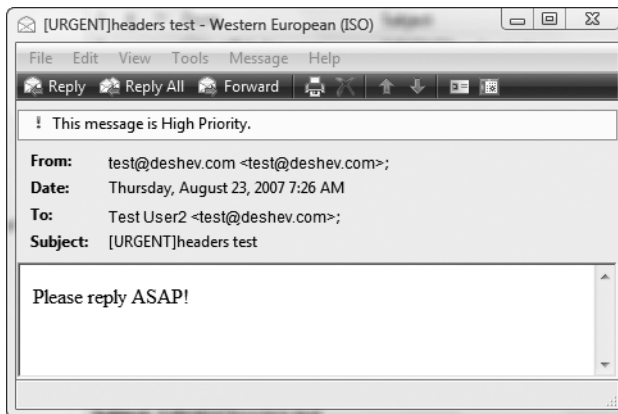 [URGENT]headers test - Western European (ISO)
File Edit View Tools Message Help
Reply Reply All Forward
! This message is High Priority.
From: test@deshev.com <test@deshev.com>;
Date: Thursday, August 23, 2007 7:26 AM
To: Test User2 <test@deshev.com>;
Subject: [URGENT]headers test
Please reply ASAP!